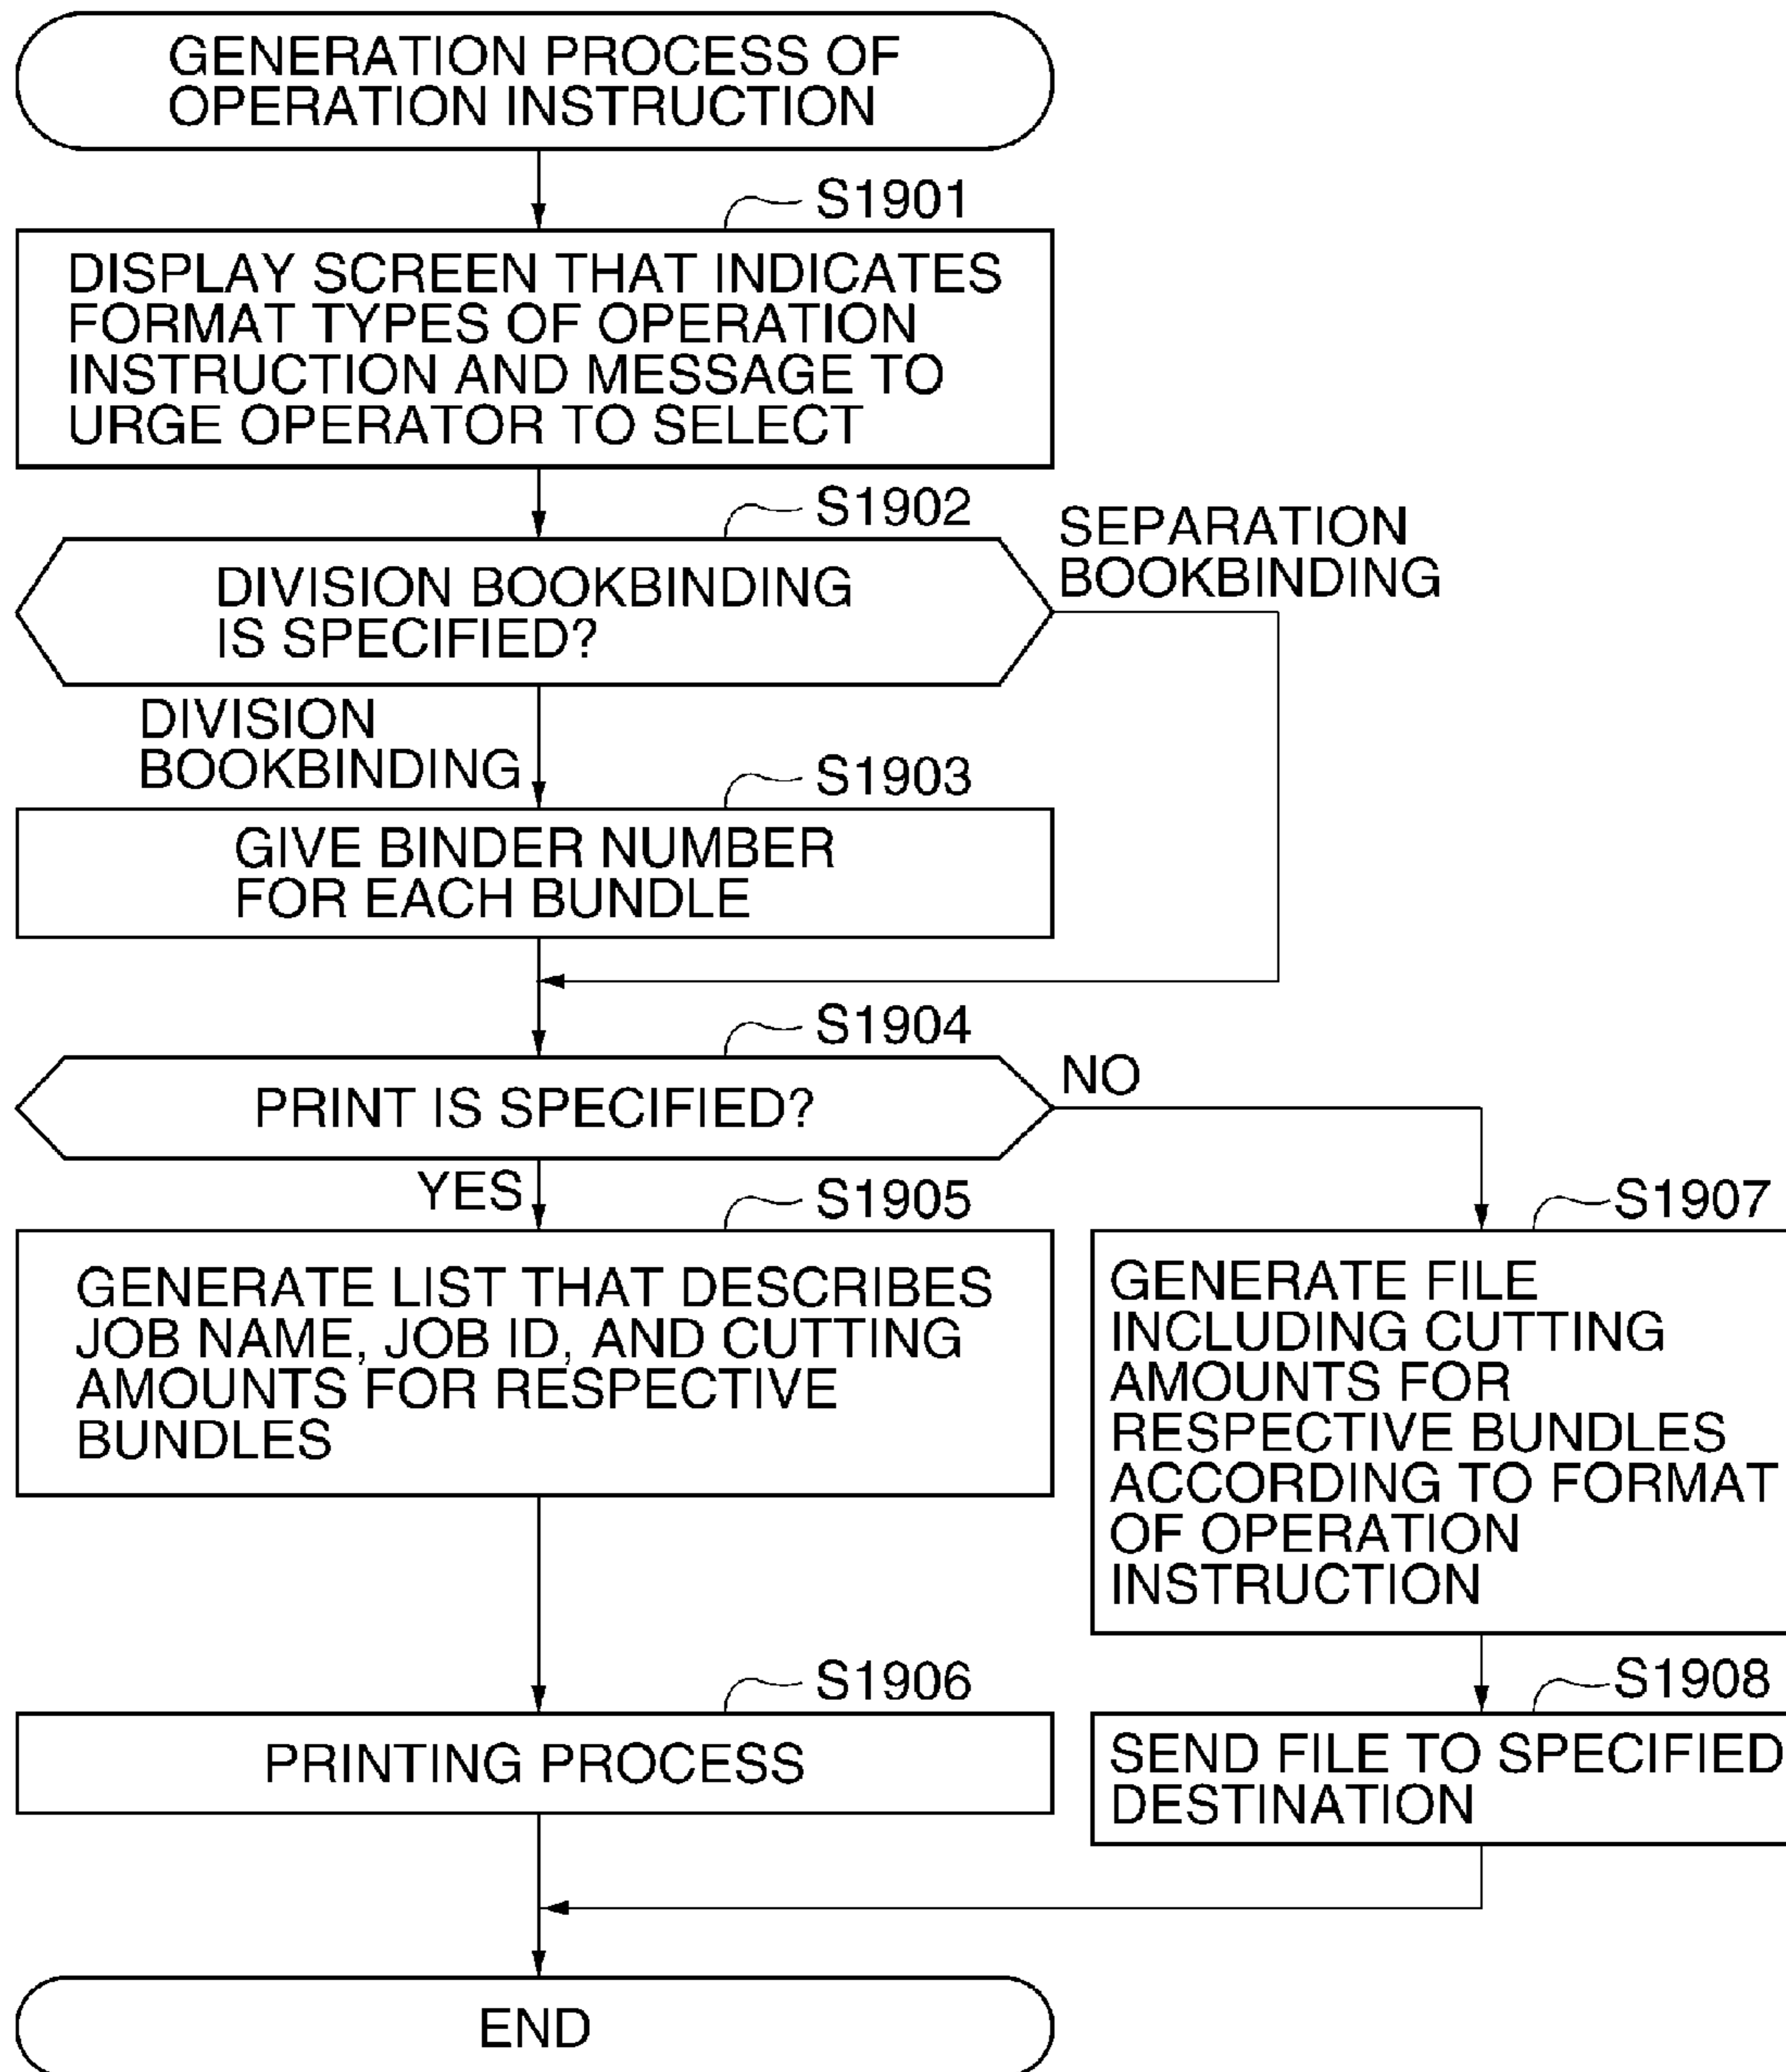 GENERATION PROCESS OF
OPERATION INSTRUCTION
S1901
DISPLAY SCREEN THAT INDICATES
FORMAT TYPES OF OPERATION
INSTRUCTION AND MESSAGE TO
URGE OPERATOR TO SELECT
S1902
SEPARATION
BOOKBINDING
DIVISION BOOKBINDING
IS SPECIFIED?
DIVISION
BOOKBINDING
S1903
GIVE BINDER NUMBER
FOR EACH BUNDLE
S1904
NO
PRINT IS SPECIFIED?
YES
S1905
GENERATE LIST THAT DESCRIBES
JOB NAME, JOB ID, AND CUTTING
AMOUNTS FOR RESPECTIVE
BUNDLES
S1907
GENERATE FILE
INCLUDING CUTTING
AMOUNTS FOR
RESPECTIVE BUNDLES
ACCORDING TO FORMAT
OF OPERATION
INSTRUCTION
S1906
PRINTING PROCESS
S1908
SEND FILE TO SPECIFIED
DESTINATION
END